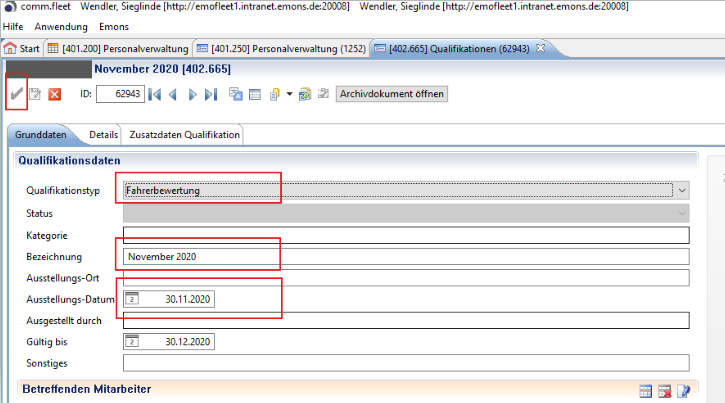 comm.fleet Wendler, Sieglinde [http://emofleet1.intranet.emons.de:20008] Wendler, Sieglinde [http://emofleet1.intranet.emons.de:20008]
Hilfe Anwendung Emons
Start [401.200] Personalverwaltung [401.250] Personalverwaltung (1252) [402.665] Qualifikationen (62943)
November 2020 [402.665]
ID: 62943 Archivdokument öffnen
Grunddaten Details Zusatzdaten Qualifikation
Qualifikationsdaten
Qualifikationstyp Fahrerbewertung
Status
Kategorie
Bezeichnung November 2020
Ausstellungs-Ort
Ausstellungs-Datum 2 30.11.2020
Ausgestellt durch
Gültig bis 2 30.12.2020
Sonstiges
Betreffenden Mitarbeiter